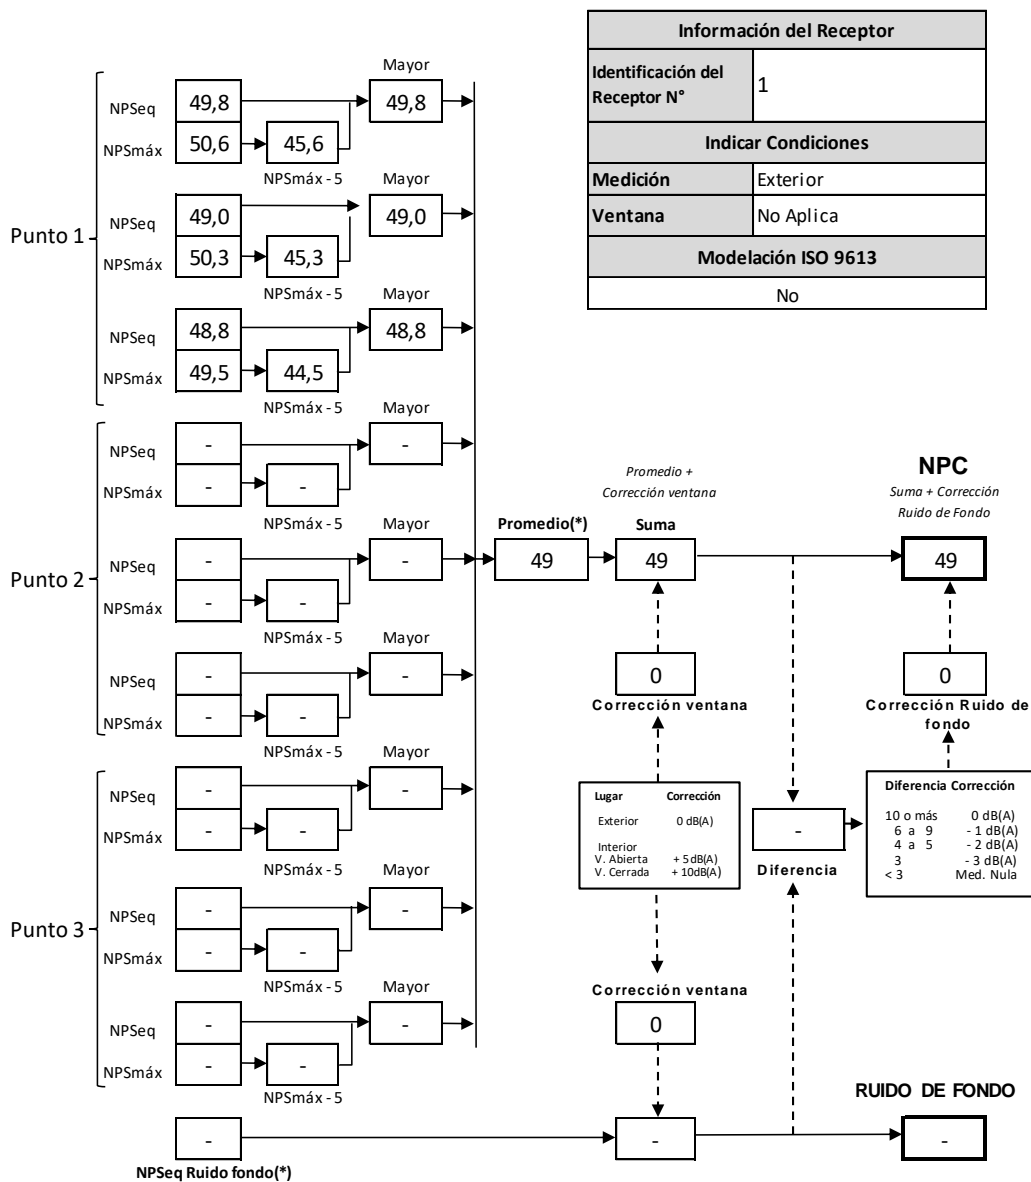 Información del Receptor
Identificación del Receptor N° 1
Indicar Condiciones
Medición Exterior
Ventana No Aplica
Modelación ISO 9613
No
Punto 1
Mayor
NPSeq 49,8 49,8
NPSmáx 50,6 45,6
NPSmáx - 5
Mayor
NPSeq 49,0 49,0
NPSmáx 50,3 45,3
NPSmáx - 5
Mayor
NPSeq 48,8 48,8
NPSmáx 49,5 44,5
NPSmáx - 5
Punto 2
Mayor
NPSeq - -
NPSmáx - -
NPSmáx - 5
Mayor
NPSeq - -
NPSmáx - -
NPSmáx - 5
Mayor
NPSeq - -
NPSmáx - -
NPSmáx - 5
Punto 3
Mayor
NPSeq - -
NPSmáx - -
NPSmáx - 5
NPSeq - -
NPSmáx - -
NPSmáx - 5
Mayor
NPSeq - -
NPSmáx - -
NPSmáx - 5
-
NPSeq Ruido fondo(*)
Promedio(*)
49
Promedio +
Corrección ventana
Suma
49
0
Corrección ventana
Lugar Corrección
Exterior 0 dB(A)
Interior
V. Abierta + 5 dB(A)
V. Cerrada + 10dB(A)
Corrección ventana
0
-
-
Diferencia
NPC
Suma + Corrección
Ruido de Fondo
49
0
Corrección Ruido de
fondo
Diferencia Corrección
10 o más 0 dB(A)
6 a 9 - 1 dB(A)
4 a 5 - 2 dB(A)
3 - 3 dB(A)
< 3 Med. Nula
RUIDO DE FONDO
-